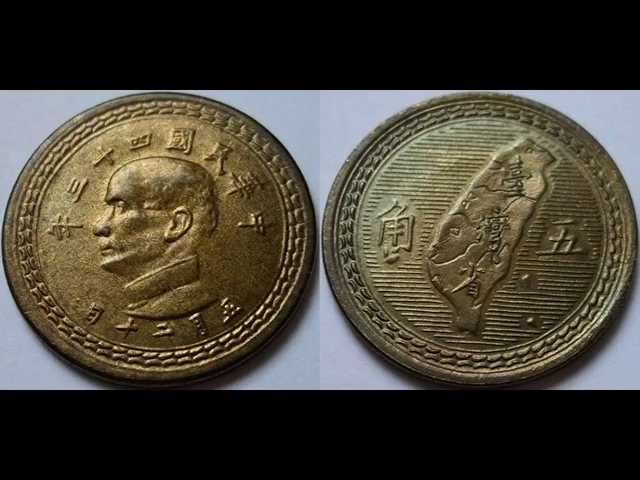 中華民國四十三年
五月二十日
五角
臺灣省